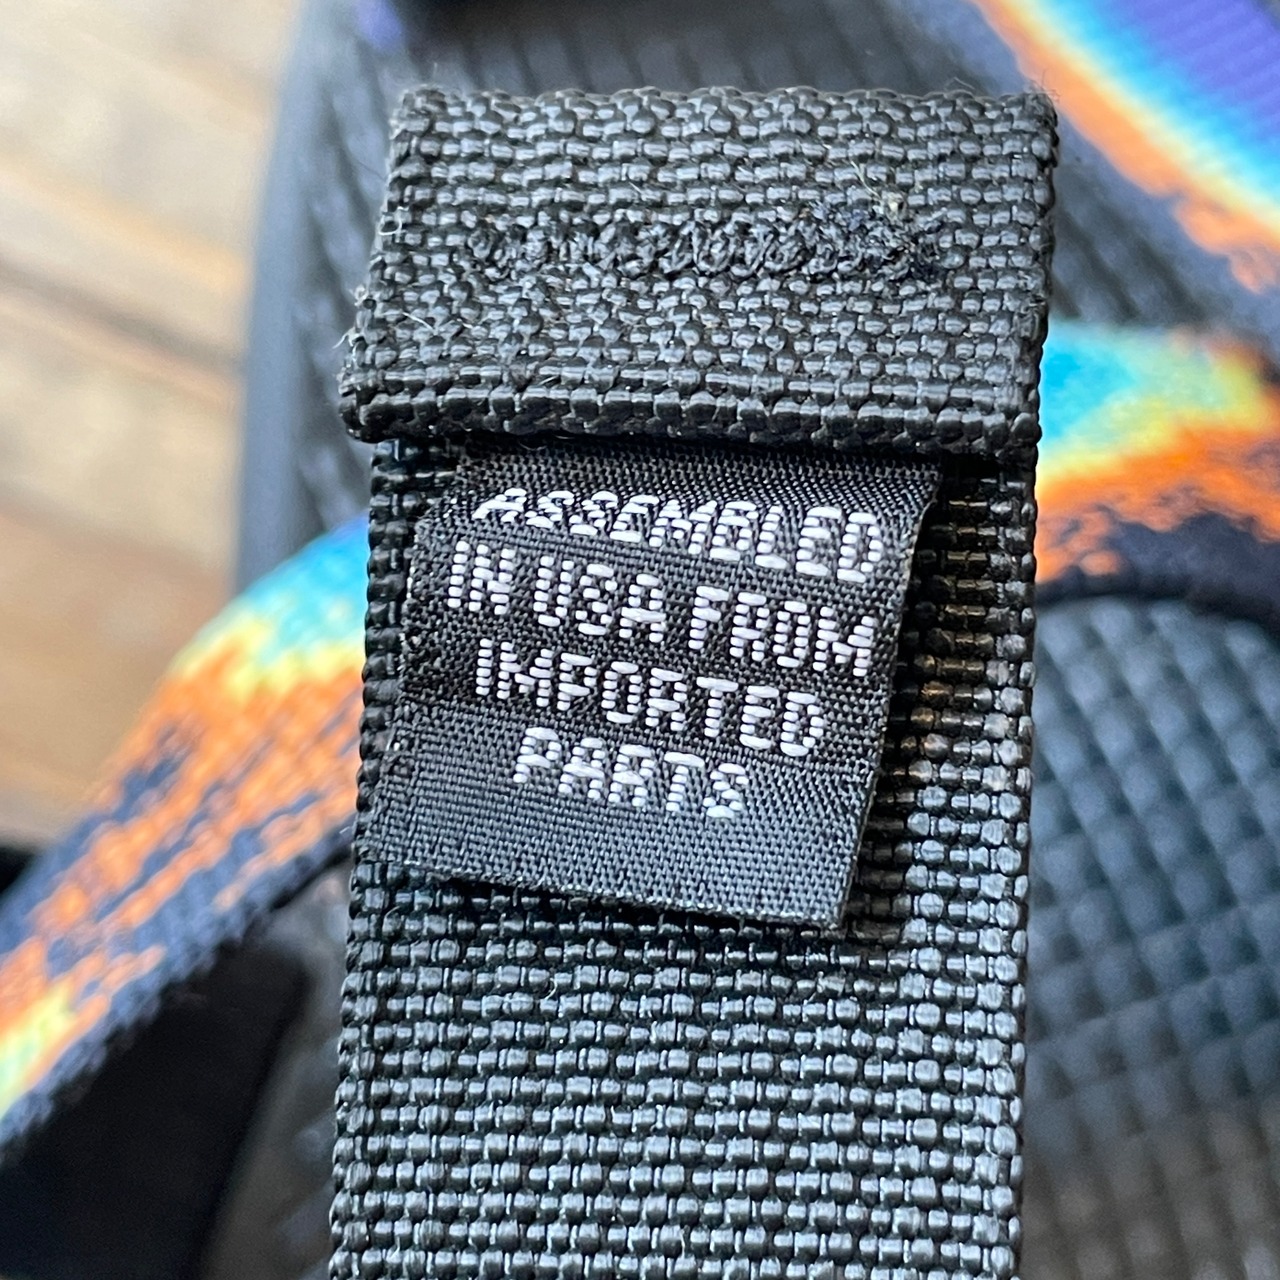 ASSEMBLED
IN USA FROM
IMPORTED
PARTS